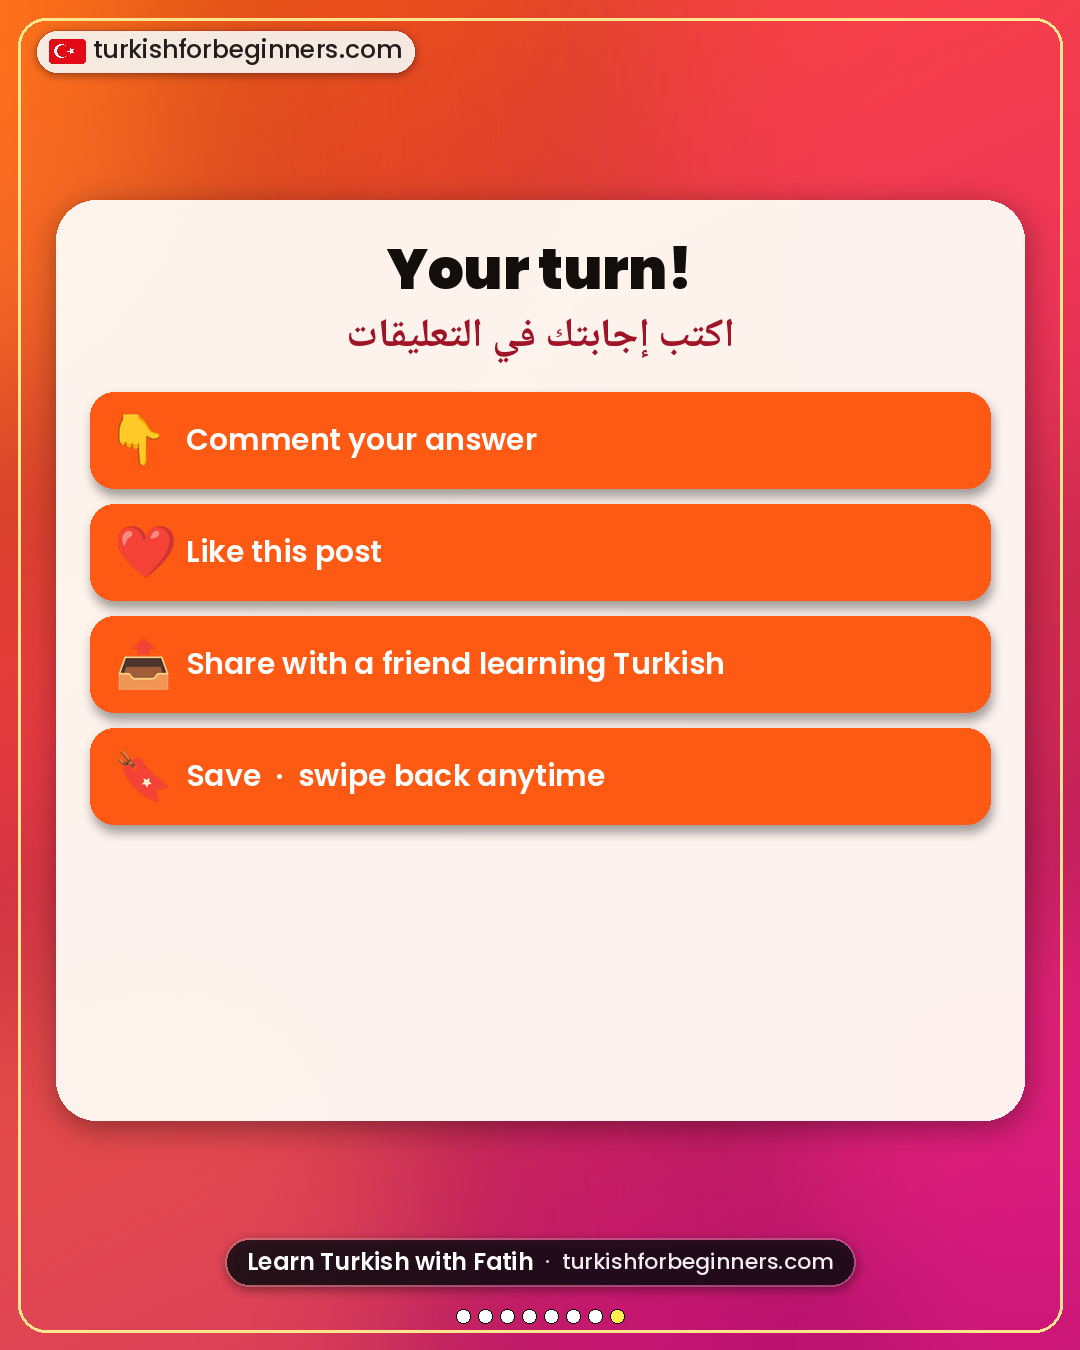 turkishforbeginners.com
Your turn!
اكتب إجابتك في التعليقات
Comment your answer
Like this post
Share with a friend learning Turkish
Save · swipe back anytime
Learn Turkish with Fatih · turkishforbeginners.com